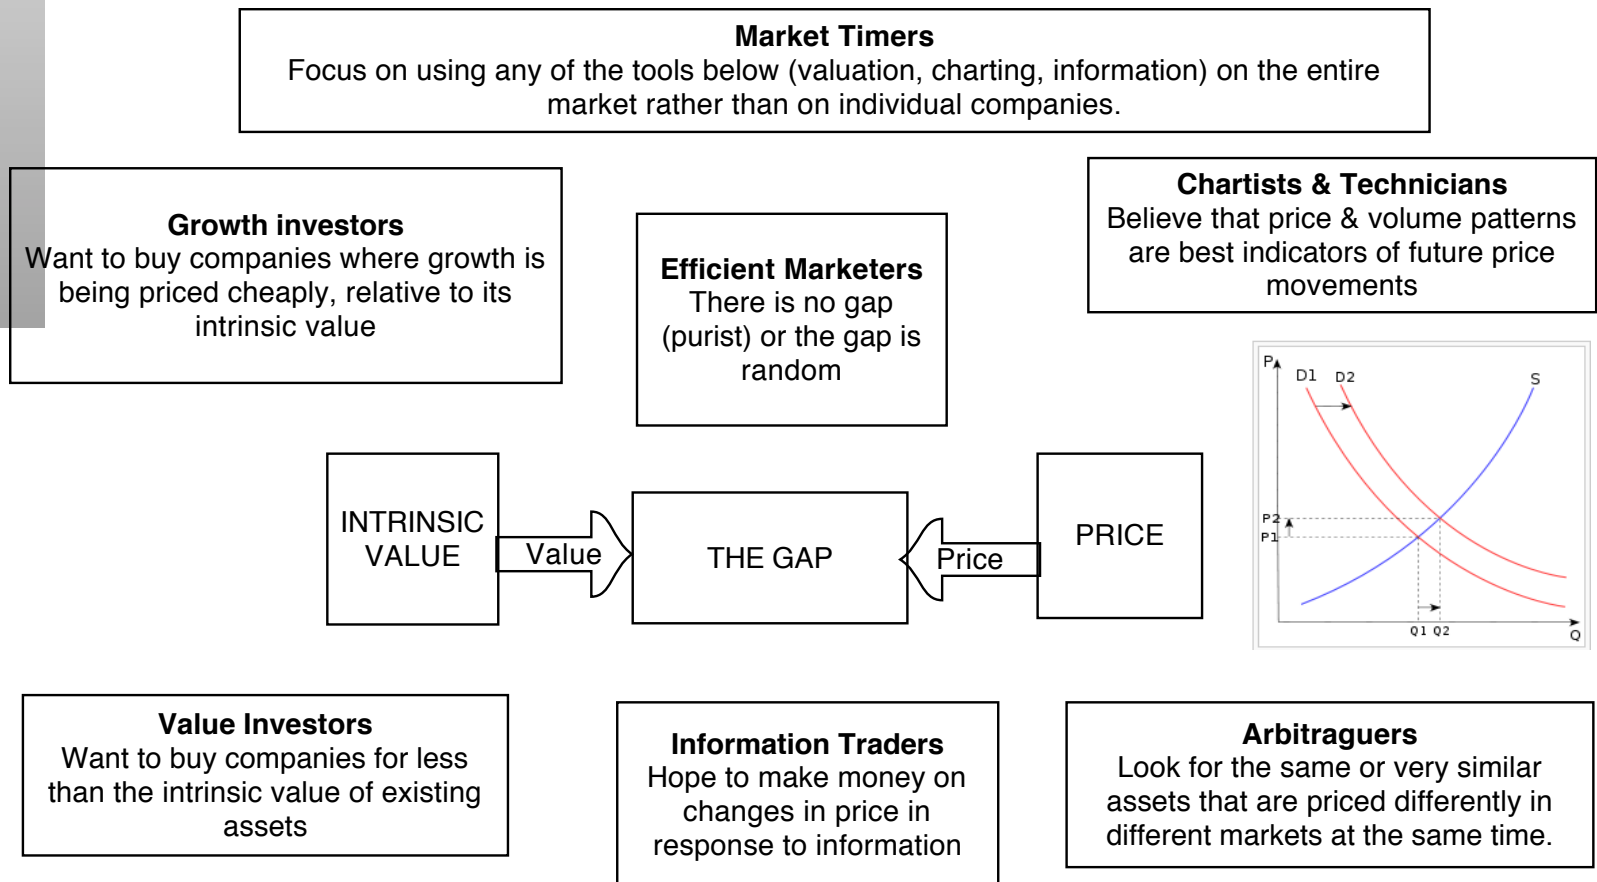 Market Timers
Focus on using any of the tools below (valuation, charting, information) on the entire
market rather than on individual companies.
Growth investors
Want to buy companies where growth is
being priced cheaply, relative to its
intrinsic value
Efficient Marketers
There is no gap
(purist) or the gap is
random
Chartists & Technicians
Believe that price & volume patterns
are best indicators of future price
movements
P
D1 D2
S
P2
P1
Q1 Q2
Q
INTRINSIC
VALUE
Value
THE GAP
Price
PRICE
Value Investors
Want to buy companies for less
than the intrinsic value of existing
assets
Information Traders
Hope to make money on
changes in price in
response to information
Arbitraguers
Look for the same or very similar
assets that are priced differently in
different markets at the same time.